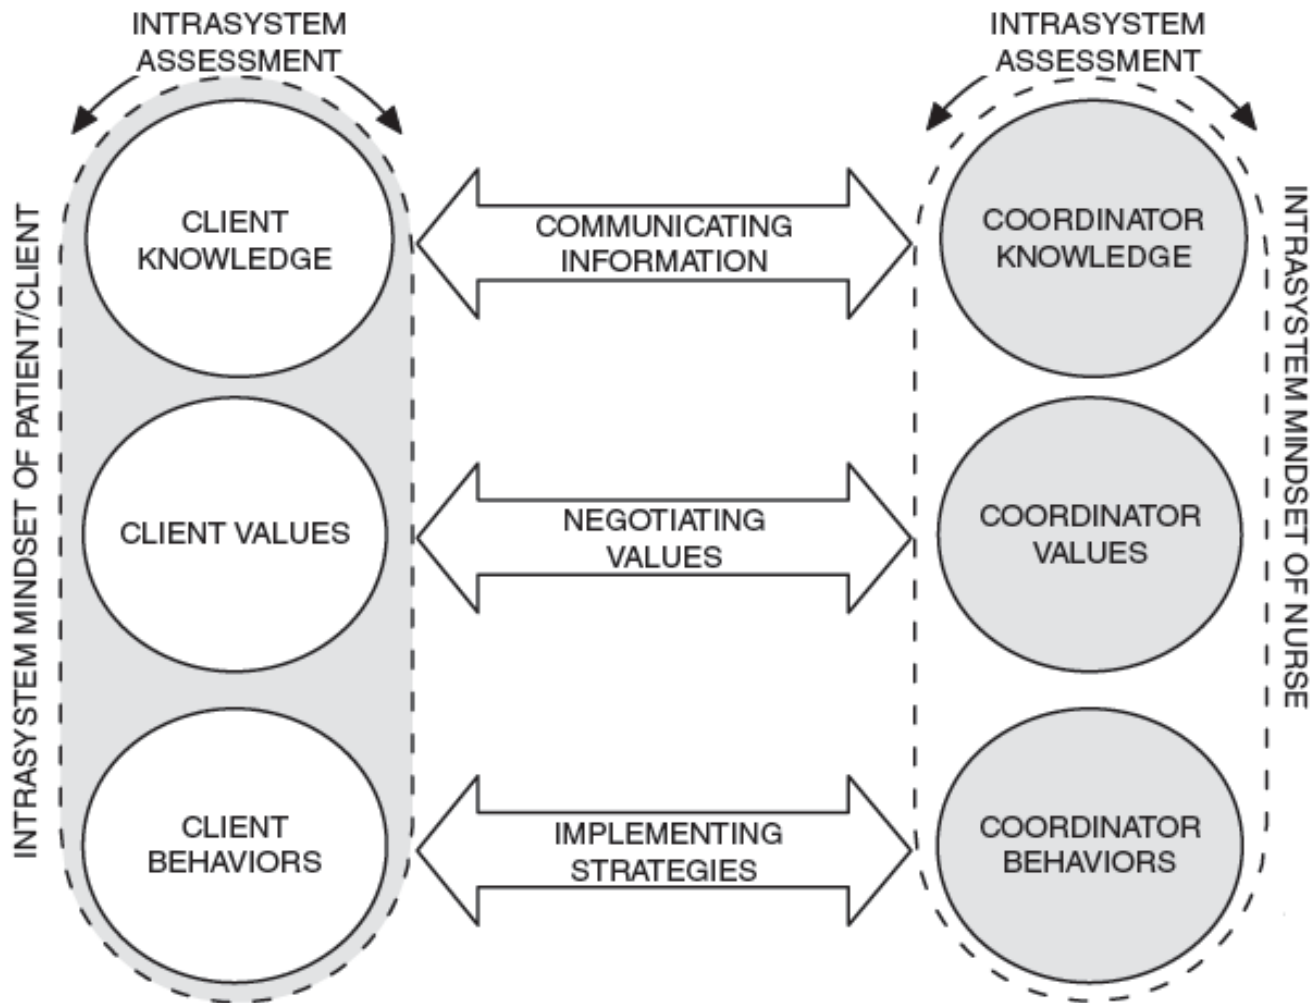 INTRASYSTEM
ASSESSMENT
INTRASYSTEM
ASSESSMENT
INTRASYSTEM MINDSET OF PATIENT/CLIENT
CLIENT
KNOWLEDGE
COMMUNICATING
INFORMATION
COORDINATOR
KNOWLEDGE
INTRASYSTEM MINDSET OF NURSE
CLIENT VALUES
NEGOTIATING
VALUES
COORDINATOR
VALUES
CLIENT
BEHAVIORS
IMPLEMENTING
STRATEGIES
COORDINATOR
BEHAVIORS